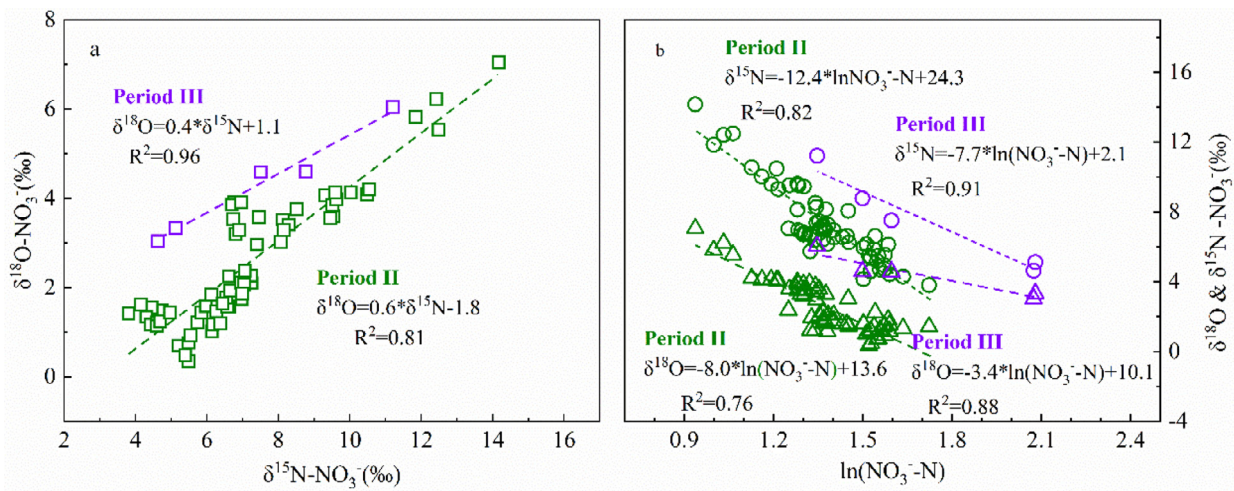 a
Period III
δ¹⁸O=0.4*δ¹⁵N+1.1
R²=0.96
Period II
δ¹⁸O=0.6*δ¹⁵N-1.8
R²=0.81
δ¹⁸O-NO₃⁻(‰)
8
6
4
2
0
2 4 6 8 10 12 14 16
δ¹⁵N-NO₃⁻(‰)
b
Period II
δ¹⁵N=-12.4*lnNO₃⁻-N+24.3
R²=0.82
Period III
δ¹⁵N=-7.7*ln(NO₃⁻-N)+2.1
R²=0.91
Period II
δ¹⁸O=-8.0*ln(NO₃⁻-N)+13.6
R²=0.76
Period III
δ¹⁸O=-3.4*ln(NO₃⁻-N)+10.1
R²=0.88
16
12
8
4
0
-4
δ¹⁸O & δ¹⁵N -NO₃⁻(‰)
0.9 1.2 1.5 1.8 2.1 2.4
ln(NO₃⁻-N)